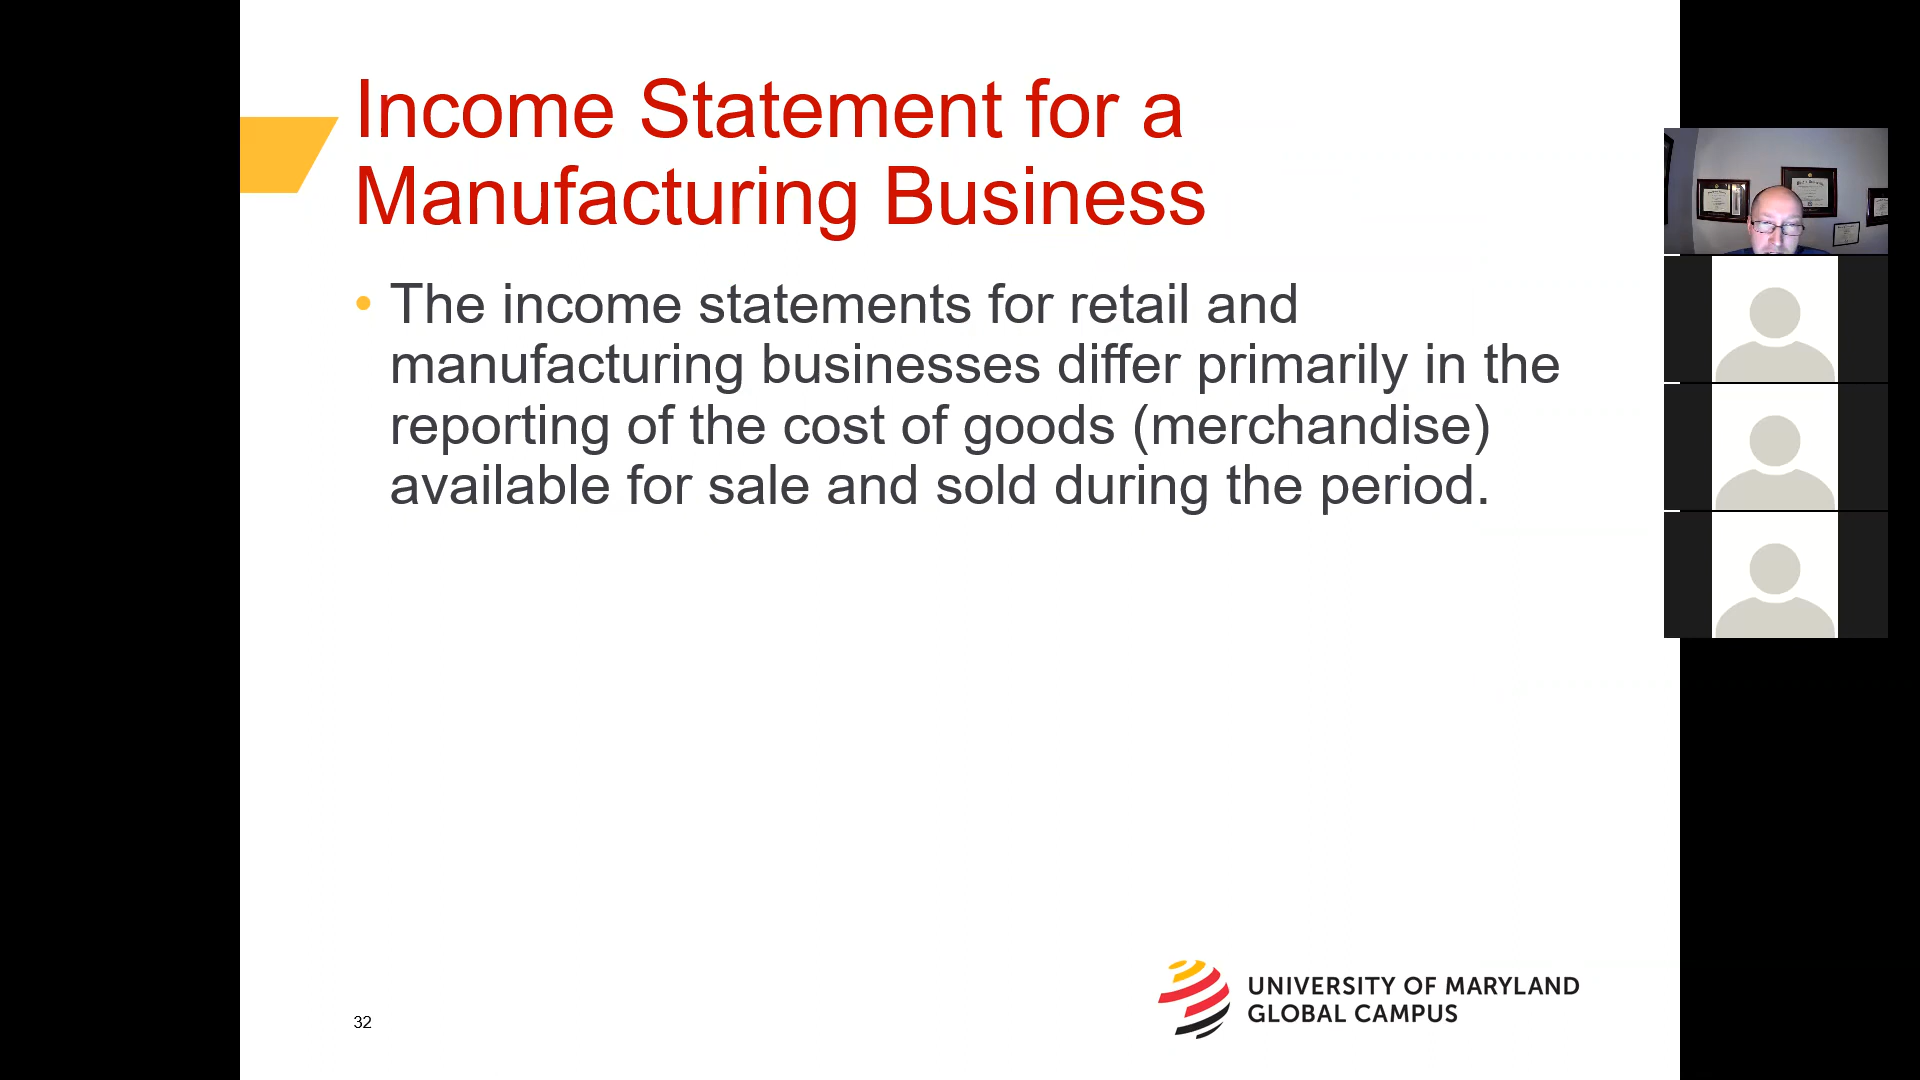 Income Statement for a
Manufacturing Business
• The income statements for retail and
manufacturing businesses differ primarily in the
reporting of the cost of goods (merchandise)
available for sale and sold during the period.
32
UNIVERSITY OF MARYLAND
GLOBAL CAMPUS